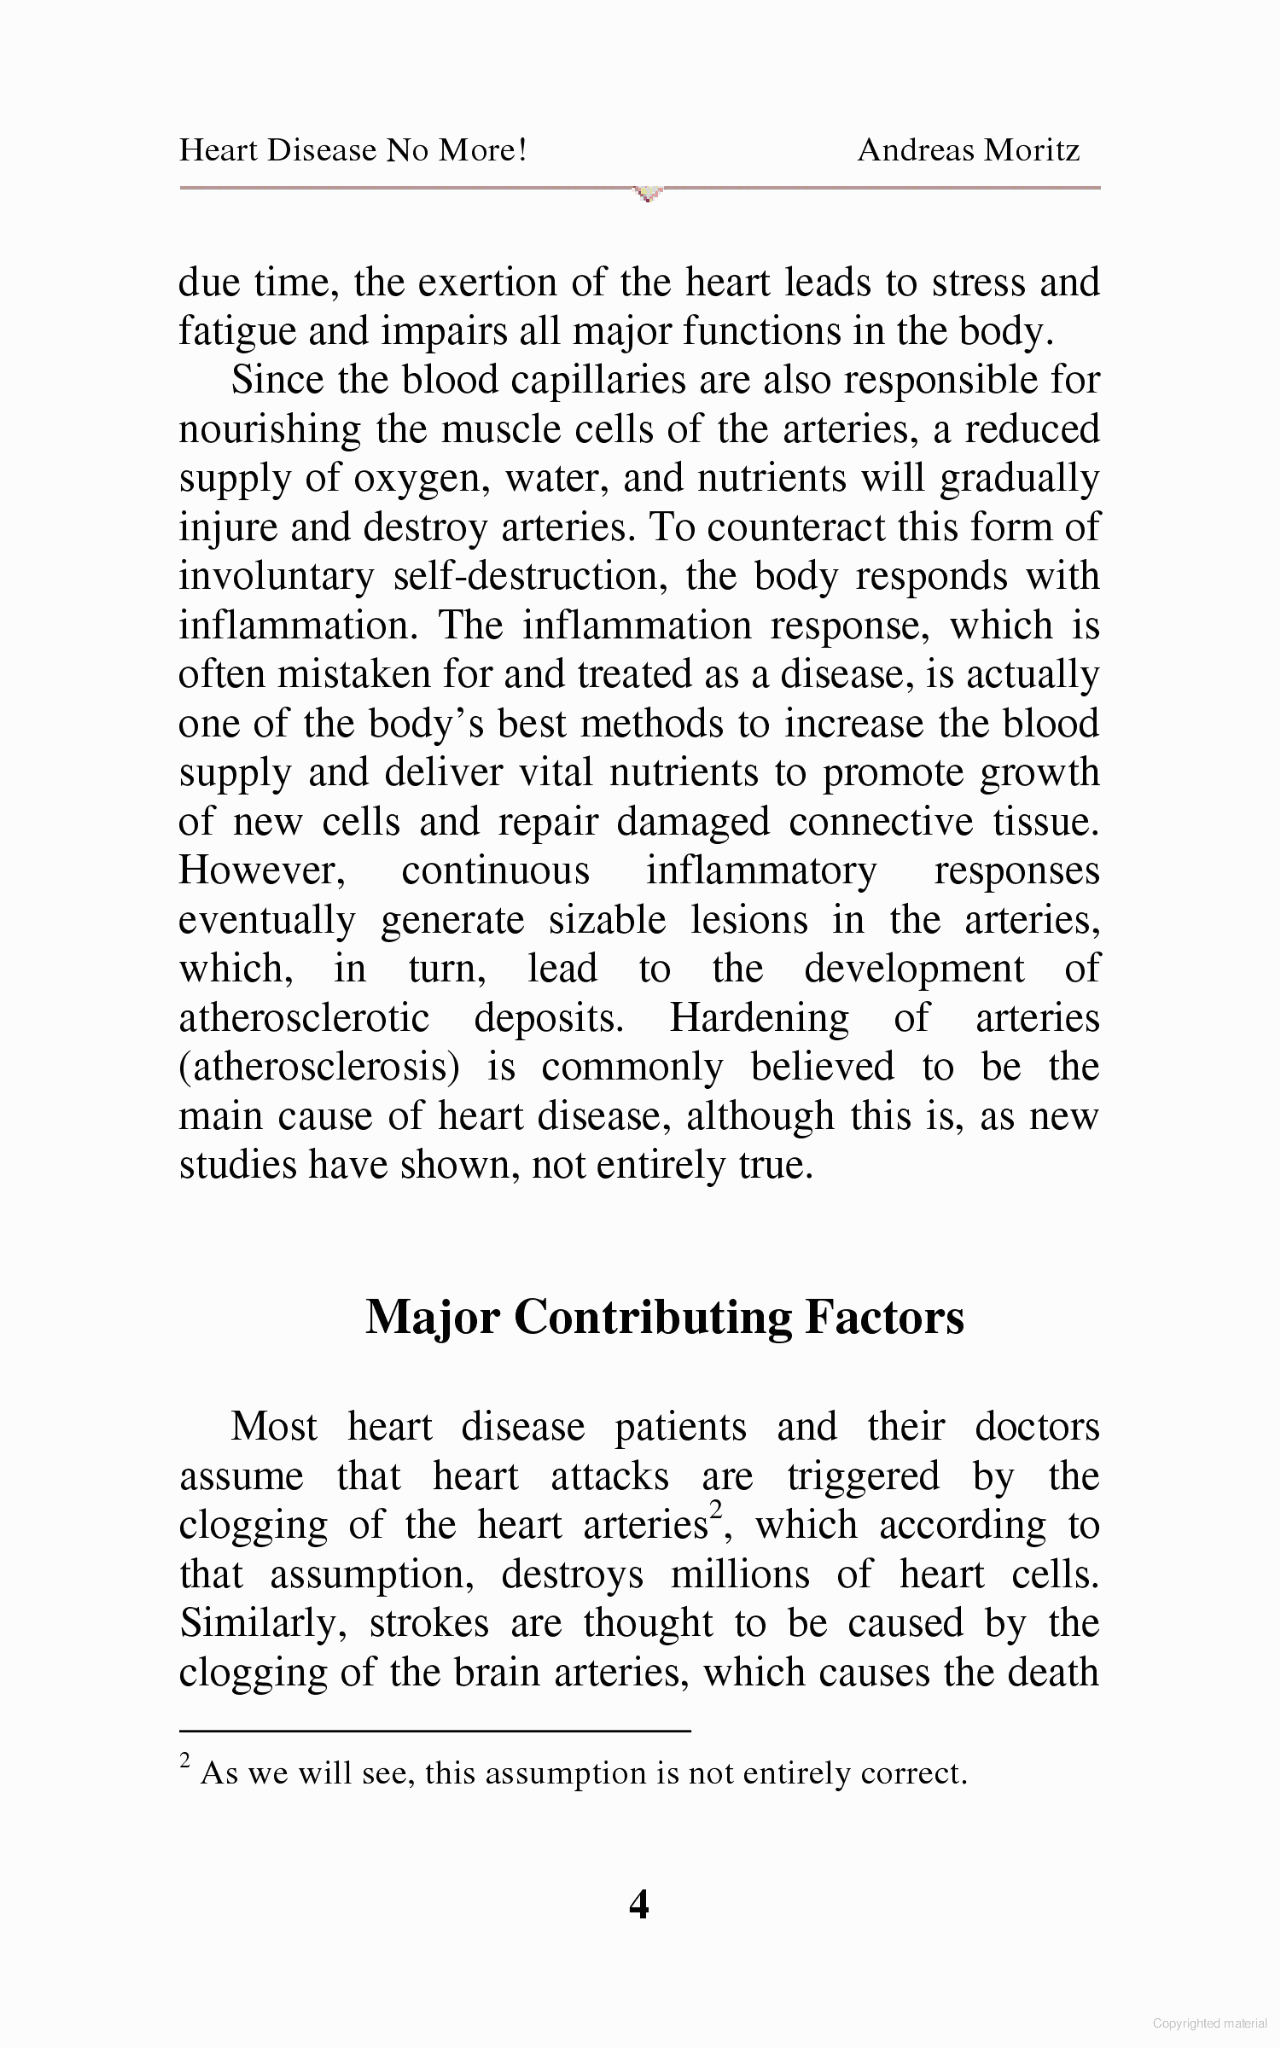 Heart Disease No More! Andreas Moritz
due time, the exertion of the heart leads to stress and
fatigue and impairs all major functions in the body.
Since the blood capillaries are also responsible for
nourishing the muscle cells of the arteries, a reduced
supply of oxygen, water, and nutrients will gradually
injure and destroy arteries. To counteract this form of
involuntary self-destruction, the body responds with
inflammation. The inflammation response, which is
often mistaken for and treated as a disease, is actually
one of the body’s best methods to increase the blood
supply and deliver vital nutrients to promote growth
of new cells and repair damaged connective tissue.
However, continuous inflammatory responses
eventually generate sizable lesions in the arteries,
which, in turn, lead to the development of
atherosclerotic deposits. Hardening of arteries
(atherosclerosis) is commonly believed to be the
main cause of heart disease, although this is, as new
studies have shown, not entirely true.
Major Contributing Factors
Most heart disease patients and their doctors
assume that heart attacks are triggered by the
clogging of the heart arteries², which according to
that assumption, destroys millions of heart cells.
Similarly, strokes are thought to be caused by the
clogging of the brain arteries, which causes the death
² As we will see, this assumption is not entirely correct.
4
Copyrighted material